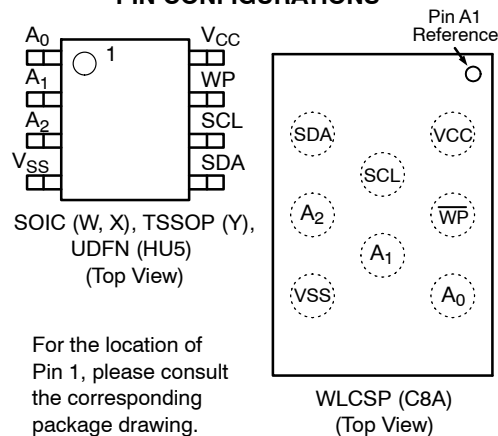 PIN CONFIGURATIONS
A0
A1
A2
VSS
1
VCC
WP
SCL
SDA
SOIC (W, X), TSSOP (Y),
UDFN (HU5)
(Top View)
For the location of
Pin 1, please consult
the corresponding
package drawing.
Pin A1
Reference
SDA
VCC
SCL
A2
WP
A1
VSS
A0
WLCSP (C8A)
(Top View)